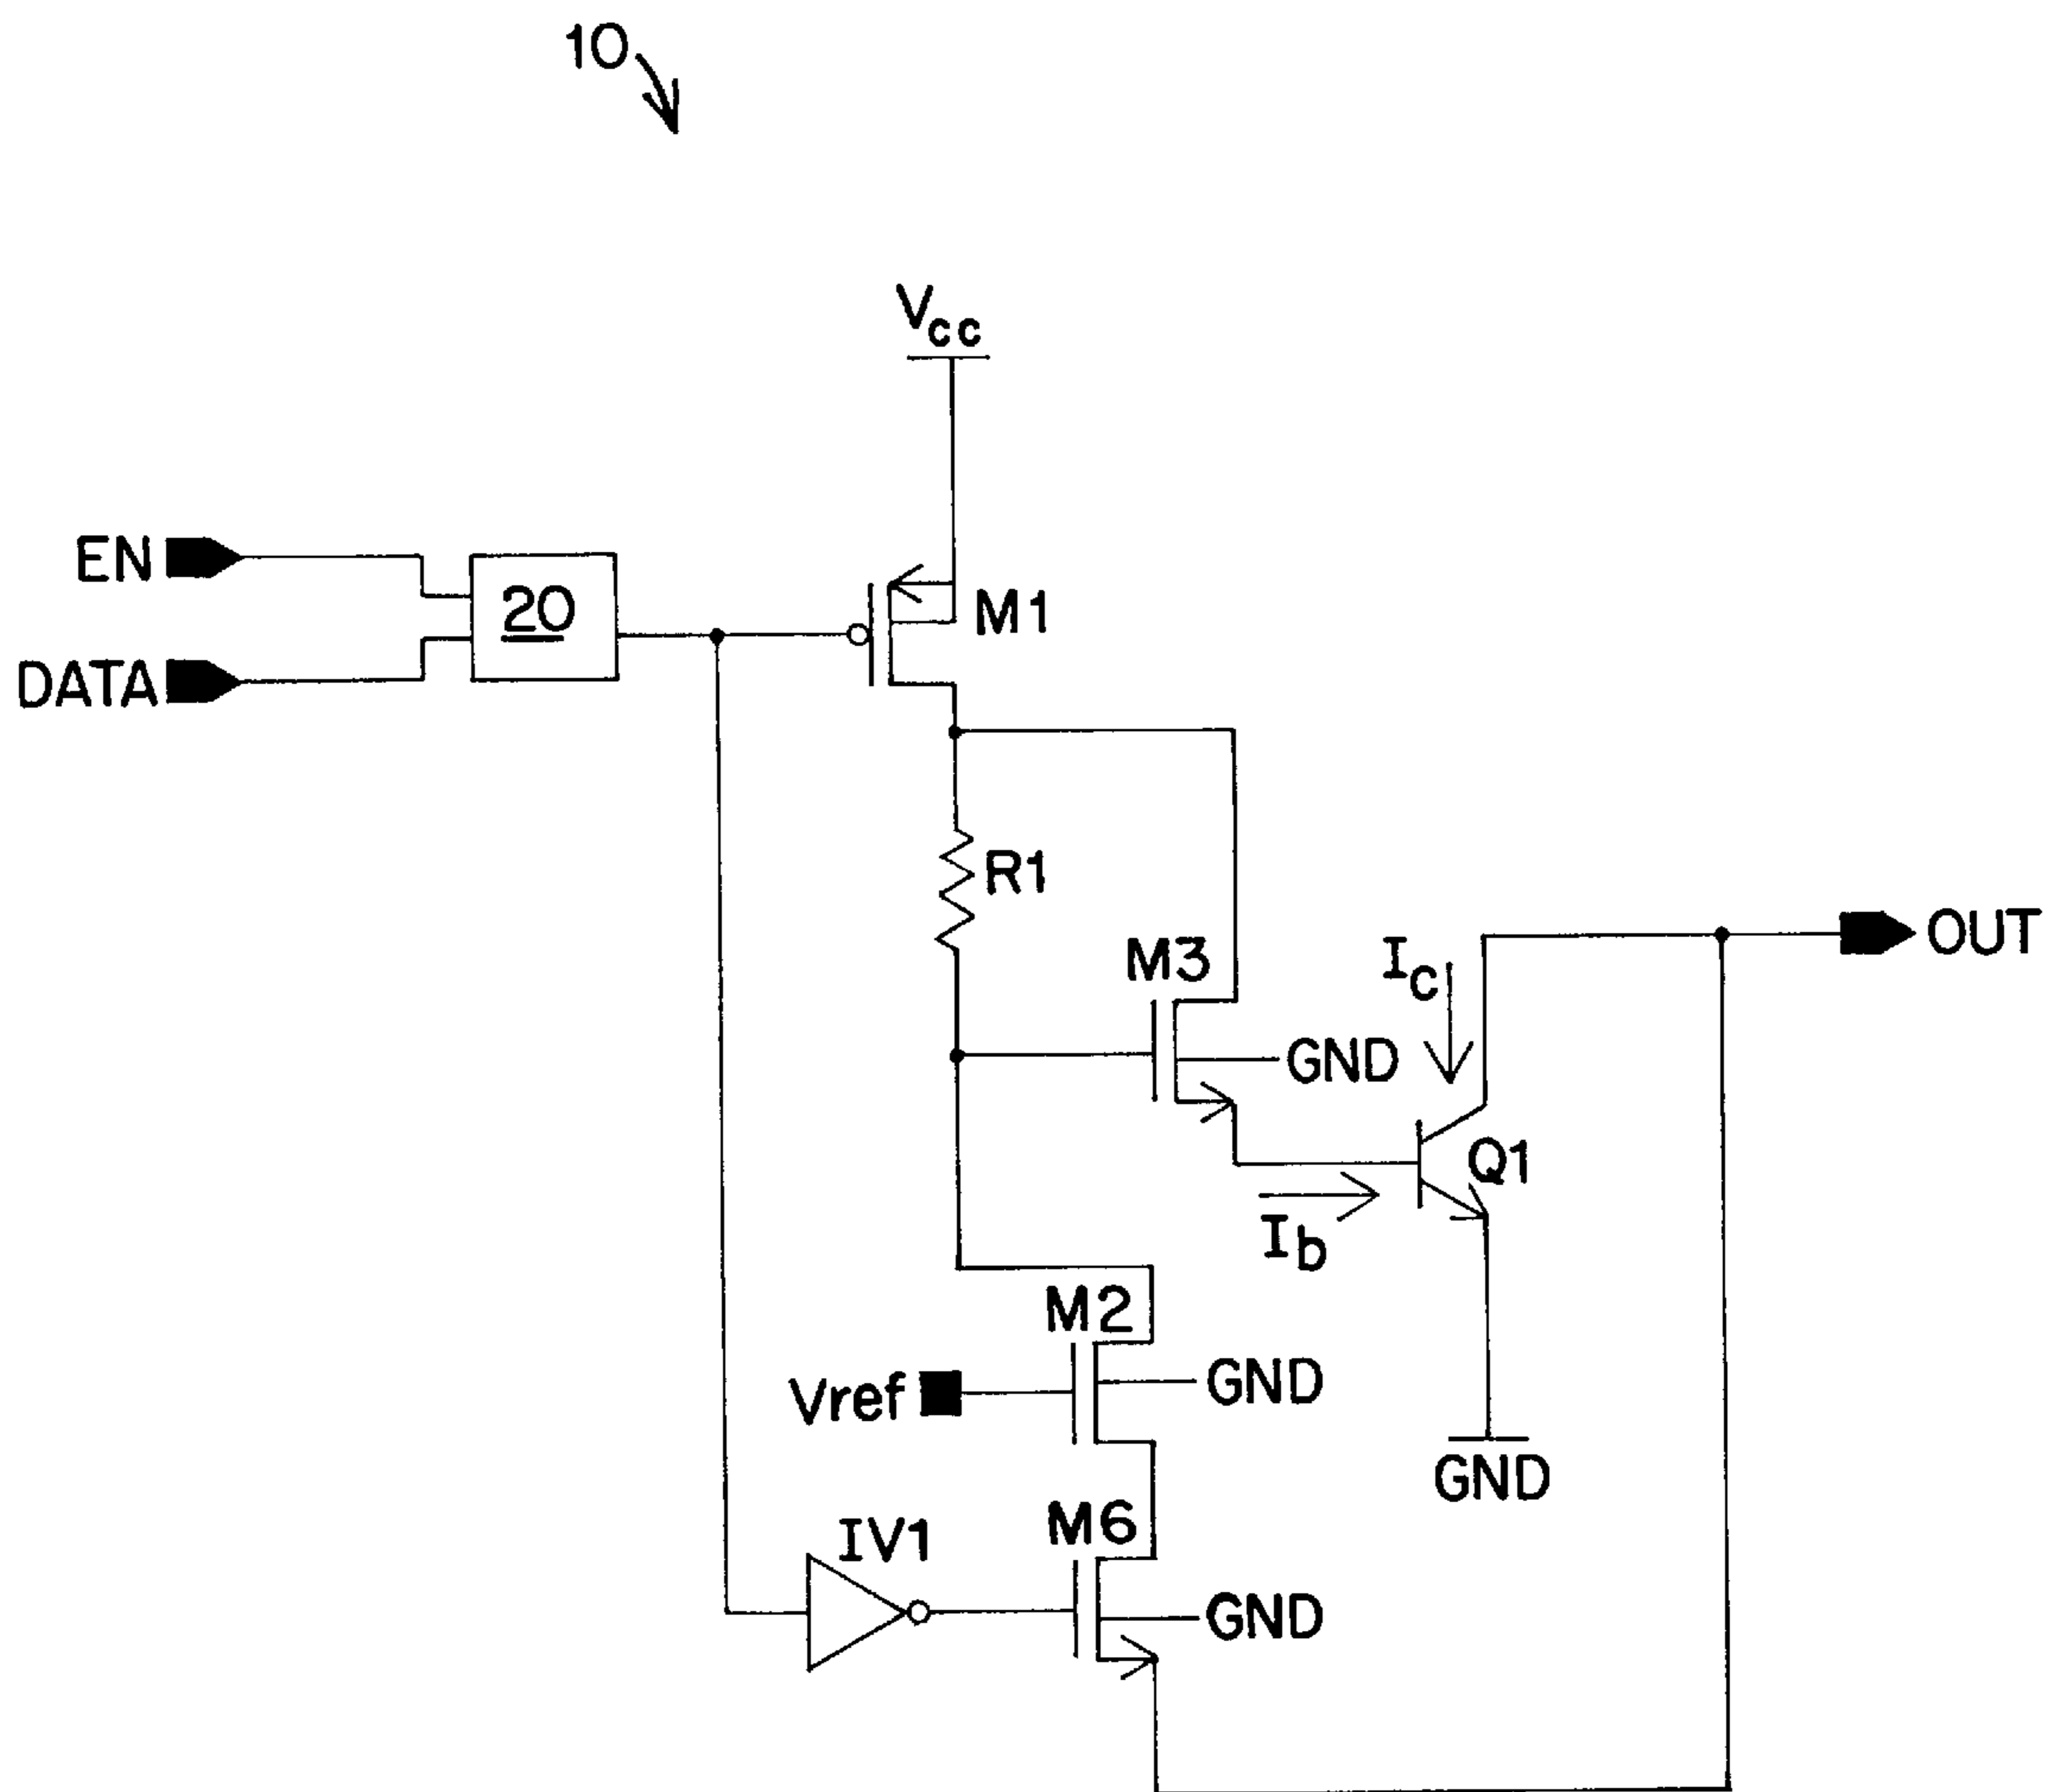 10
Vcc
EN
20
M1
DATA
R1
M3
Ic
OUT
GND
Q1
Ib
M2
Vref
GND
GND
M6
IV1
GND